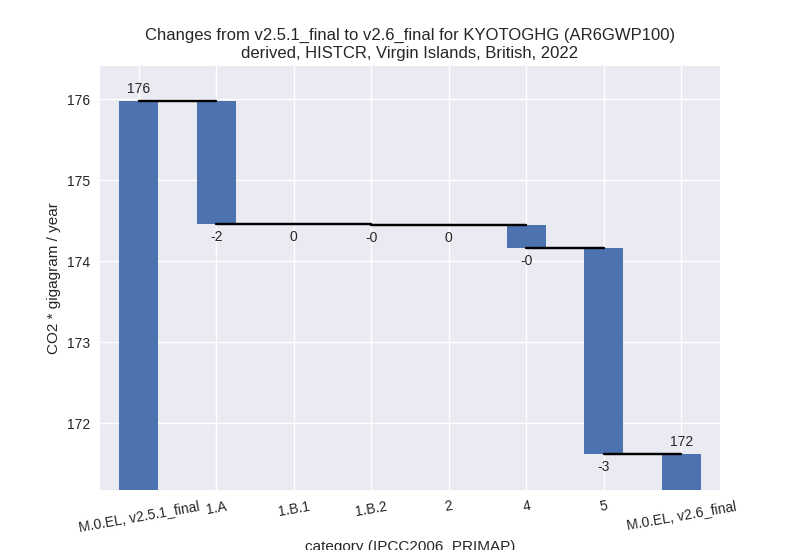 Changes from v2.5.1_final to v2.6_final for KYOTOGHG (AR6GWP100)
derived, HISTCR, Virgin Islands, British, 2022
176
176
175
-2
0
-0
0
174
-0
CO2 * gigagram / year
173
172
172
-3
M.0.EL, v2.5.1_final
1.A
1.B.1
1.B.2
2
4
5
M.0.EL, v2.6_final
category (IPCC2006_PRIMAP)